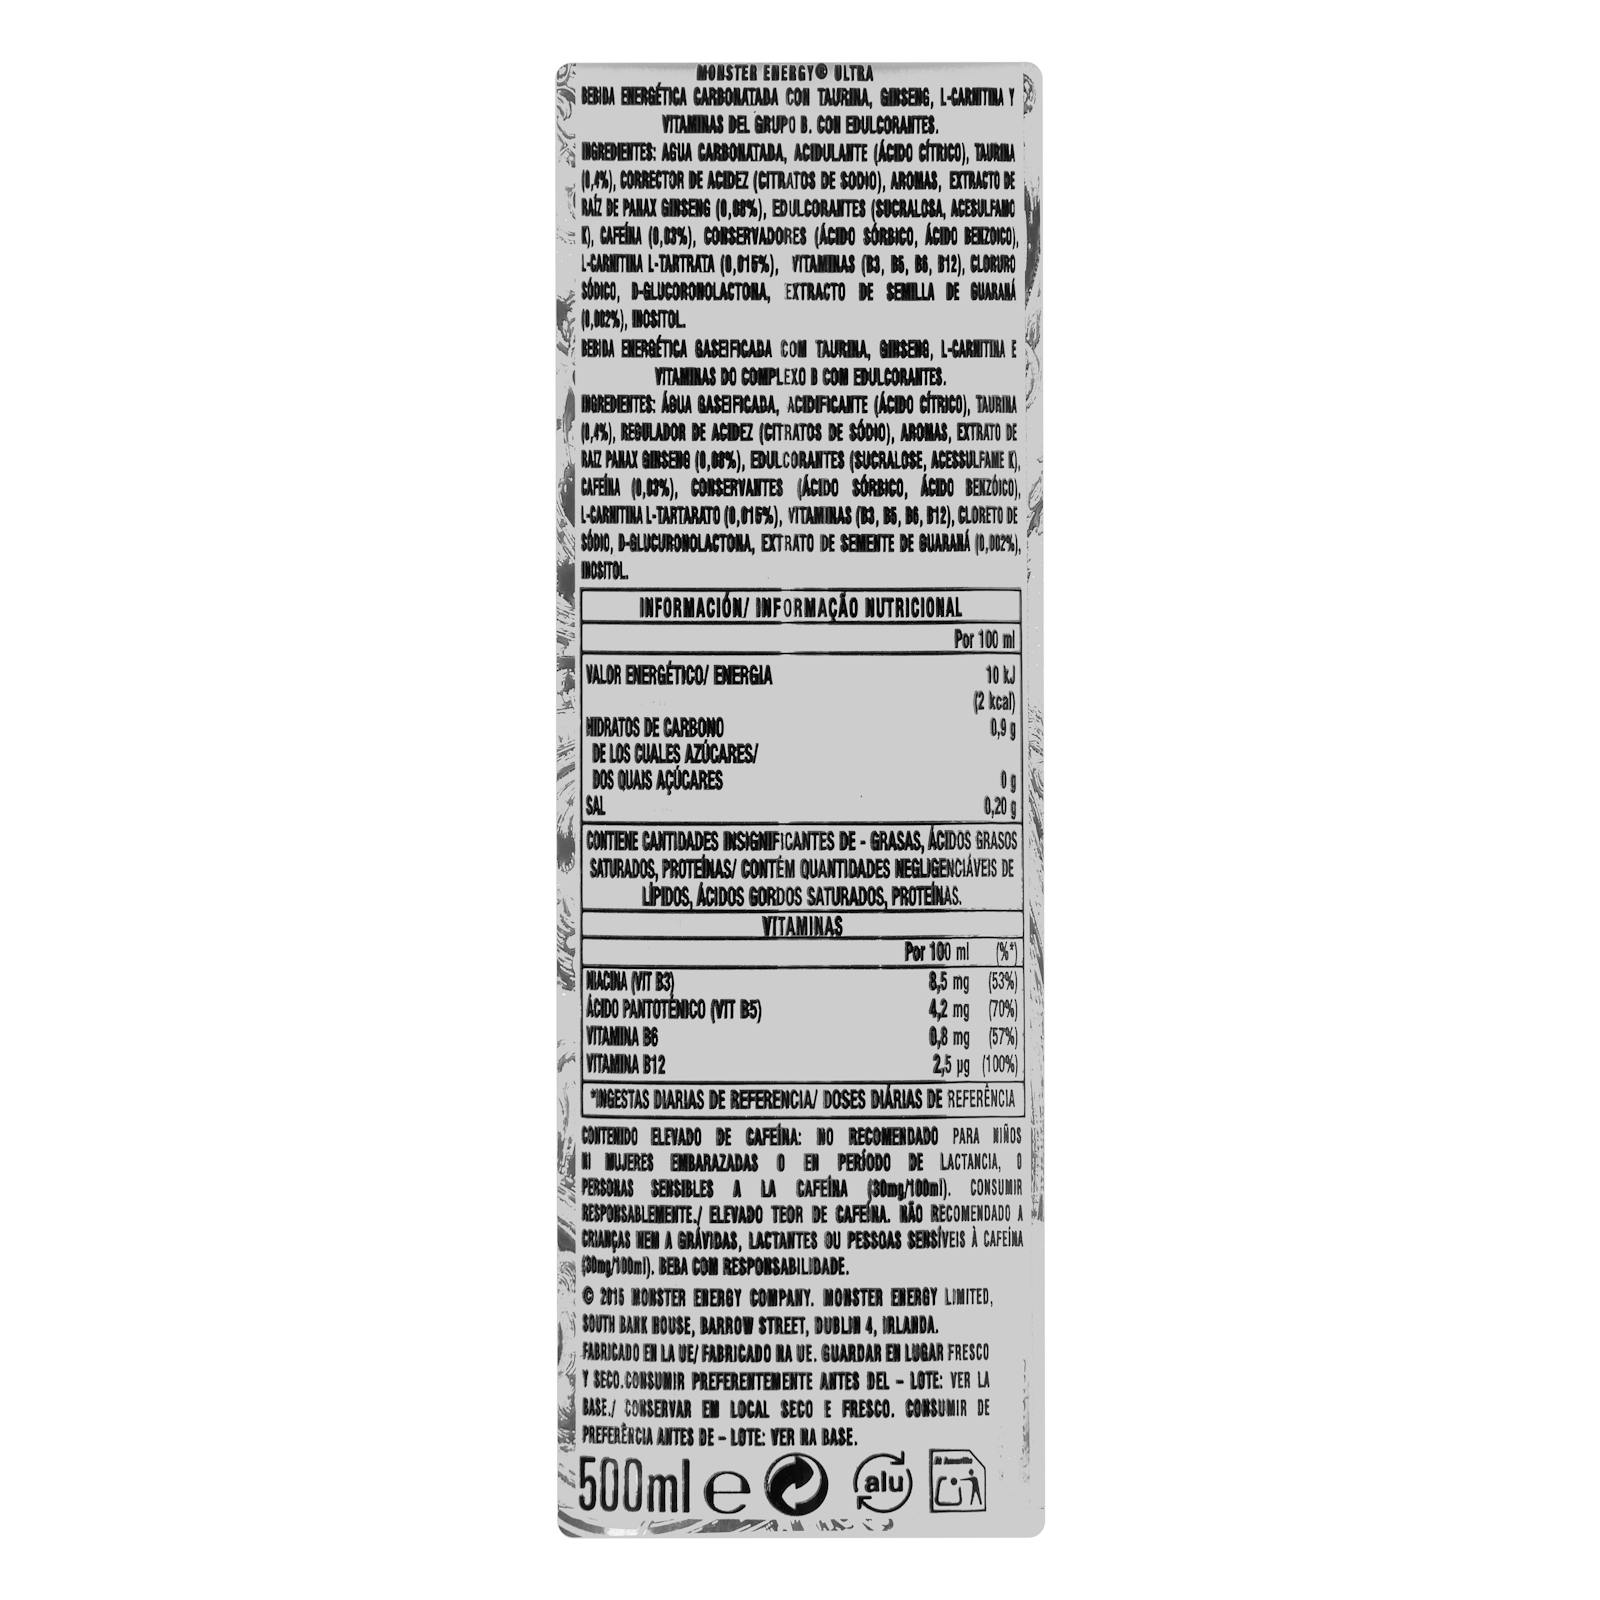 MONSTER ENERGY® ULTRA
BEBIDA ENERGÉTICA CARBONATADA CON TAURINA, GINSENG, L-CARNITINA Y
VITAMINAS DEL GRUPO B. CON EDULCORANTES.
INGREDIENTES: AGUA CARBONATADA, ACIDULANTE (ÁCIDO CÍTRICO), TAURINA
(0,4%), CORRECTOR DE ACIDEZ (CITRATOS DE SODIO), AROMAS, EXTRACTO DE
RAÍZ DE PANAX GINSENG (0,08%), EDULCORANTES (SUCRALOSA, ACESULFAMO
K), CAFEÍNA (0,03%), CONSERVADORES (ÁCIDO SÓRBICO, ÁCIDO BENZOICO),
L-CARNITINA L-TARTRATA (0,015%), VITAMINAS (B3, B5, B6, B12), CLORURO
SÓDICO, D-GLUCORONOLACTONA, EXTRACTO DE SEMILLA DE GUARANÁ
(0,002%), INOSITOL.
BEBIDA ENERGÉTICA GASEIFICADA COM TAURINA, GINSENG, L-CARNITINA E
VITAMINAS DO COMPLEXO B COM EDULCORANTES.
INGREDIENTES: ÁGUA GASEIFICADA, ACIDIFICANTE (ÁCIDO CÍTRICO), TAURINA
(0,4%), REGULADOR DE ACIDEZ (CITRATOS DE SÓDIO), AROMAS, EXTRATO DE
RAIZ PANAX GINSENG (0,08%), EDULCORANTES (SUCRALOSE, ACESSULFAME K),
CAFEÍNA (0,03%), CONSERVANTES (ÁCIDO SÓRBICO, ÁCIDO BENZÓICO),
L-CARNITINA L-TARTARATO (0,015%), VITAMINAS (B3, B5, B6, B12), CLORETO DE
SÓDIO, D-GLUCURONOLACTONA, EXTRATO DE SEMENTE DE GUARANÁ (0,002%),
INOSITOL.
INFORMACIÓN/ INFORMAÇÃO NUTRICIONAL
Por 100 ml
VALOR ENERGÉTICO/ ENERGIA 10 kJ
(2 kcal)
HIDRATOS DE CARBONO 0,9 g
DE LOS CUALES AZÚCARES/
DOS QUAIS AÇÚCARES 0 g
SAL 0,20 g
CONTIENE CANTIDADES INSIGNIFICANTES DE - GRASAS, ÁCIDOS GRASOS
SATURADOS, PROTEÍNAS/ CONTÉM QUANTIDADES NEGLIGENCIÁVEIS DE
LÍPIDOS, ÁCIDOS GORDOS SATURADOS, PROTEÍNAS.
VITAMINAS
Por 100 ml (%*)
NIACINA (VIT B3) 8,5 mg (53%)
ÁCIDO PANTOTÉNICO (VIT B5) 4,2 mg (70%)
VITAMINA B6 0,8 mg (57%)
VITAMINA B12 2,5 µg (100%)
*INGESTAS DIARIAS DE REFERENCIA/ DOSES DIÁRIAS DE REFERÊNCIA
CONTENIDO ELEVADO DE CAFEÍNA: NO RECOMENDADO PARA NIÑOS
NI MUJERES EMBARAZADAS O EN PERÍODO DE LACTANCIA, O
PERSONAS SENSIBLES A LA CAFEÍNA (30mg/100ml). CONSUMIR
RESPONSABLEMENTE./ ELEVADO TEOR DE CAFEÍNA. NÃO RECOMENDADO A
CRIANÇAS NEM A GRÁVIDAS, LACTANTES OU PESSOAS SENSÍVEIS À CAFEÍNA
(30mg/100ml). BEBA COM RESPONSABILIDADE.
© 2015 MONSTER ENERGY COMPANY. MONSTER ENERGY LIMITED,
SOUTH BANK HOUSE, BARROW STREET, DUBLIN 4, IRLANDA.
FABRICADO EN LA UE/ FABRICADO NA UE. GUARDAR EN LUGAR FRESCO
Y SECO. CONSUMIR PREFERENTEMENTE ANTES DEL – LOTE: VER LA
BASE./ CONSERVAR EM LOCAL SECO E FRESCO. CONSUMIR DE
PREFERÊNCIA ANTES DE – LOTE: VER NA BASE.
500ml e alu Al Amarillo